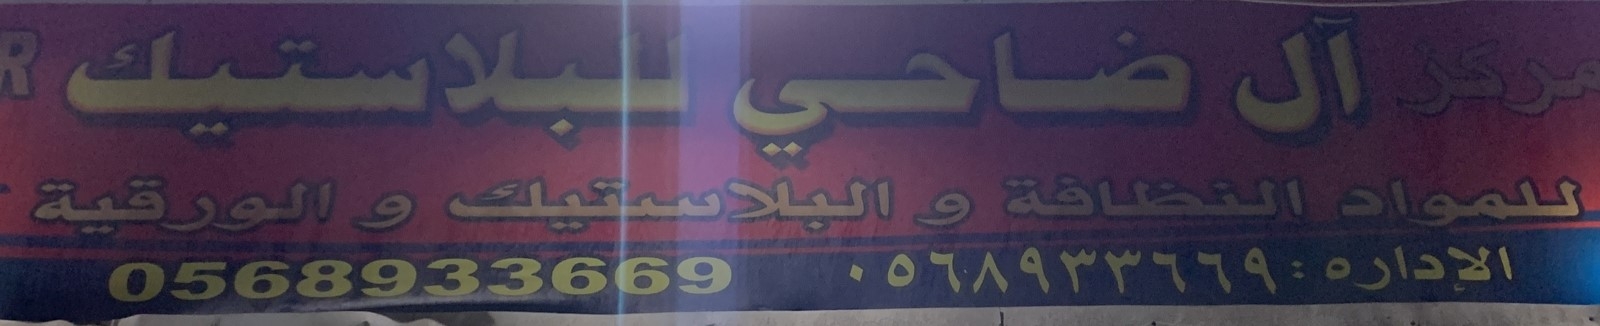 مركز آل ضاحي للبلاستيك R
للمواد النظافة و البلاستيك و الورقية
الإداره : ٠٥٦٨٩٣٣٦٦٩ 0568933669